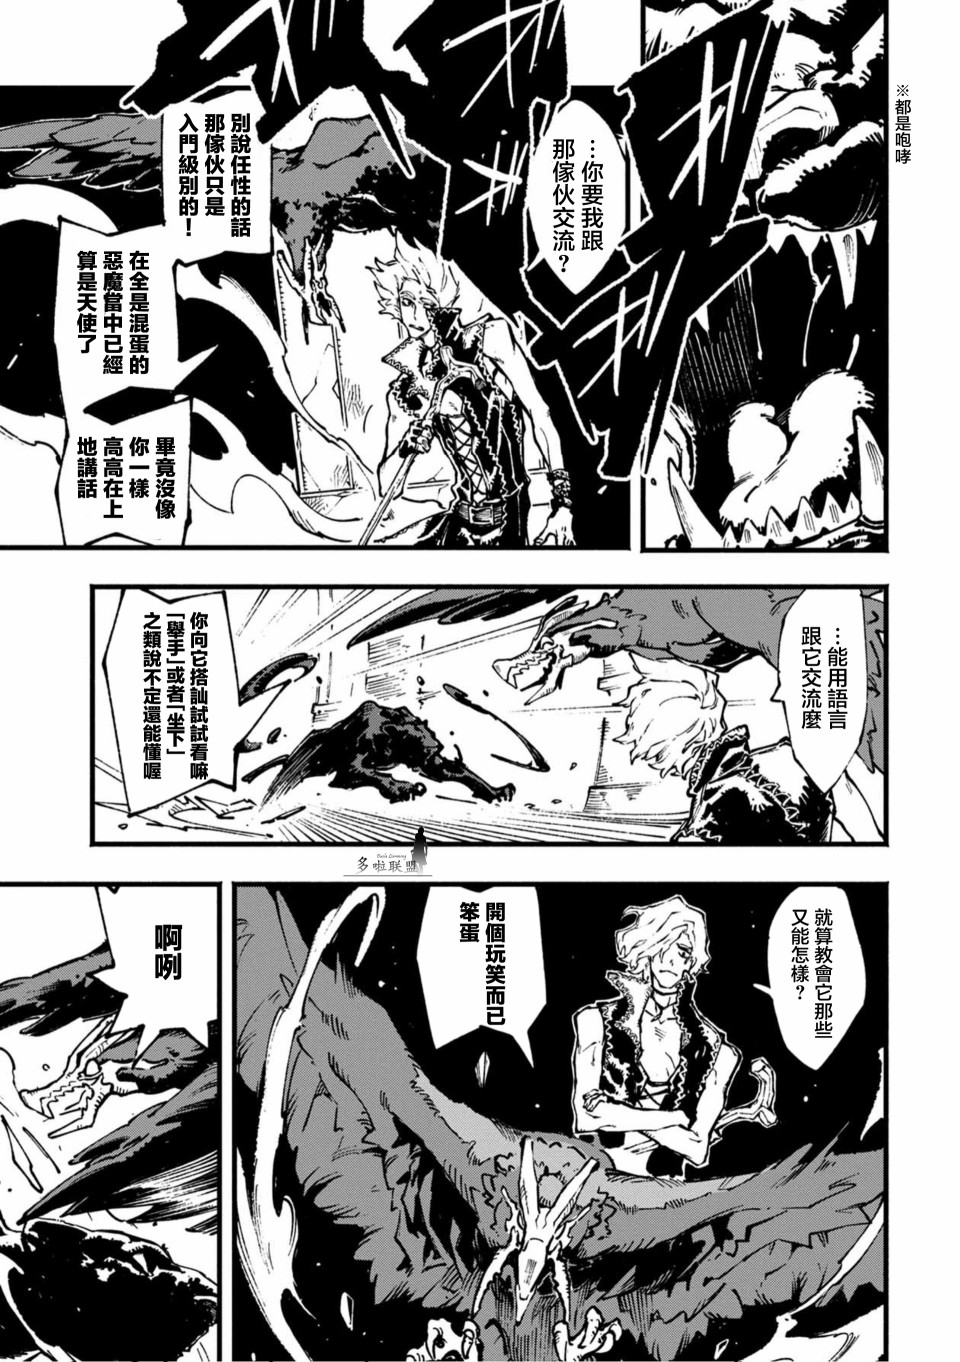 ※都是咆哮
…你要我跟
那傢伙交流？
別說任性的話
那傢伙只是
入門級別的！
在全是混蛋的
惡魔當中已經
算是天使了
畢竟沒像
你一樣
高高在上
地講話
…能用語言
跟它交流麼
你向它搭訕試試看嘛
「舉手」或者「坐下」
之類說不定還能懂喔
就算教會它那些
又能怎樣？
開個玩笑而已
笨蛋
啊咧
多啦联盟